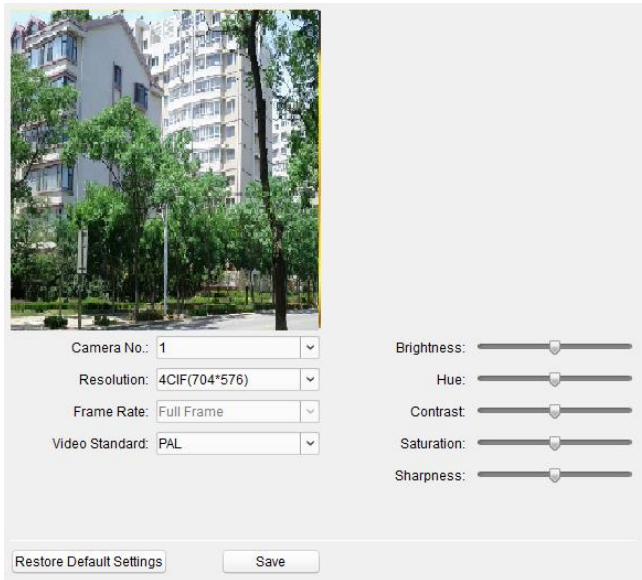 Camera No.: 1
Brightness:
Resolution: 4CIF(704*576)
Hue:
Frame Rate: Full Frame
Contrast:
Video Standard: PAL
Saturation:
Sharpness:
Restore Default Settings
Save